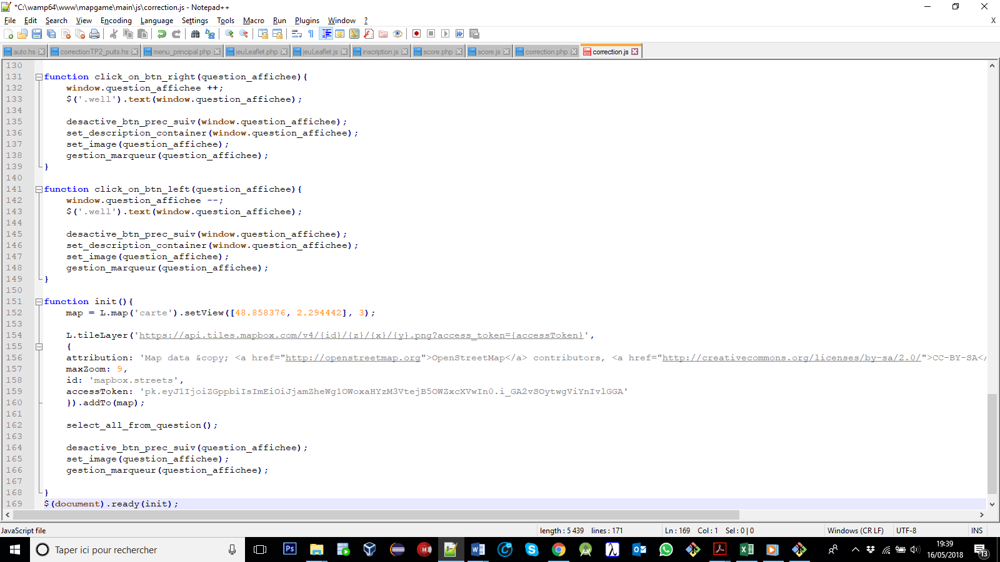 *C:\wamp64\www\mapgame\main\js\correction.js - Notepad++
File Edit Search View Encoding Language Settings Tools Macro Run Plugins Window ? X
auto.hs correctionTP2_puits.hs menu_principal.php jeuLeaflet.php jeuLeaflet.js inscription.js score.php score.js correction.php correction.js
130
131 function click_on_btn_right(question_affichee){
132 window.question_affichee ++;
133 $('.well').text(window.question_affichee);
134
135 desactive_btn_prec_suiv(window.question_affichee);
136 set_description_container(window.question_affichee);
137 set_image(question_affichee);
138 gestion_marqueur(question_affichee);
139 }
140
141 function click_on_btn_left(question_affichee){
142 window.question_affichee --;
143 $('.well').text(window.question_affichee);
144
145 desactive_btn_prec_suiv(window.question_affichee);
146 set_description_container(window.question_affichee);
147 set_image(question_affichee);
148 gestion_marqueur(question_affichee);
149 }
150
151 function init(){
152 map = L.map('carte').setView([48.858376, 2.294442], 3);
153
154 L.tileLayer('https://api.tiles.mapbox.com/v4/{id}/{z}/{x}/{y}.png?access_token={accessToken}',
155 {
156 attribution: 'Map data &copy; <a href="http://openstreetmap.org">OpenStreetMap</a> contributors, <a href="http://creativecommons.org/licenses/by-sa/2.0/">CC-BY-SA</
157 maxZoom: 9,
158 id: 'mapbox.streets',
159 accessToken: 'pk.eyJ1IjoiZGppbiIsImEiOiJjamZheWg1OWoxaHYzM3VtejB5OWZxcXVwIn0.i_GA2vSOytwgViYnIvlGGA'
160 }).addTo(map);
161
162 select_all_from_question();
163
164 desactive_btn_prec_suiv(question_affichee);
165 set_image(question_affichee);
166 gestion_marqueur(question_affichee);
167
168 }
169 $(document).ready(init);
JavaScript file length : 5 439 lines : 171 Ln : 169 Col : 1 Sel : 0 | 0 Windows (CR LF) UTF-8 INS
Taper ici pour rechercher
19:39
16/05/2018
13